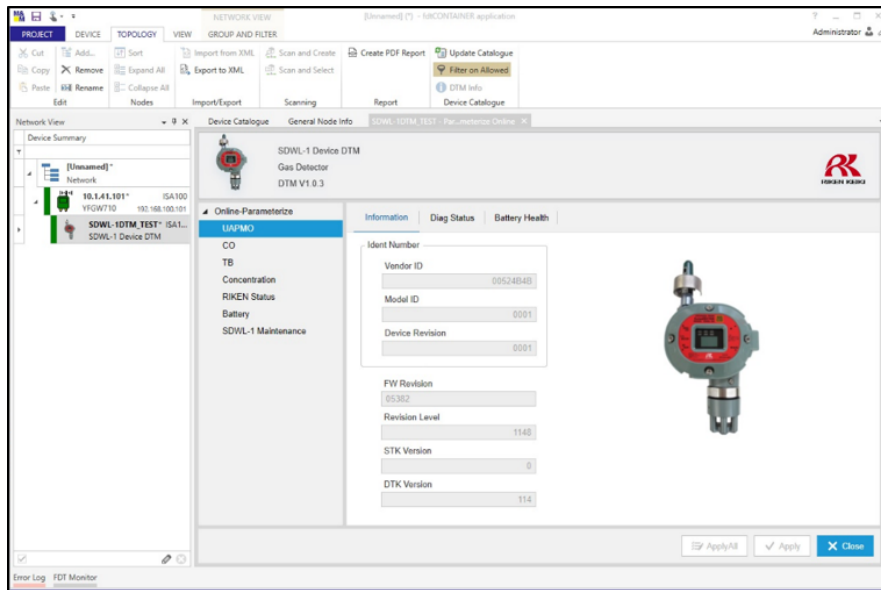 NETWORK VIEW
[Unnamed] (*) - fdtCONTAINER application
PROJECT DEVICE TOPOLOGY VIEW GROUP AND FILTER
Administrator
Cut Add... Sort Import from XML Scan and Create Create PDF Report Update Catalogue
Copy Remove Expand All Export to XML Scan and Select Filter on Allowed
Paste Rename Collapse All DTM Info
Edit Nodes Import/Export Scanning Report Device Catalogue
Network View Device Catalogue General Node Info SDWL-1DTM_TEST - Par...meterize Online
Device Summary
SDWL-1 Device DTM
Gas Detector
DTM V1.0.3
RIKEN KEIKI
[Unnamed]*
Network
10.1.41.101* ISA100
YFGW710 192.168.100.101
SDWL-1DTM_TEST* ISA1...
SDWL-1 Device DTM
Online-Parameterize
UAPMO
CO
TB
Concentration
RIKEN Status
Battery
SDWL-1 Maintenance
Information Diag Status Battery Health
Ident Number
Vendor ID
00524B4B
Model ID
0001
Device Revision
0001
FW Revision
05382
Revision Level
1148
STK Version
0
DTK Version
114
Apply All Apply Close
Error Log FDT Monitor